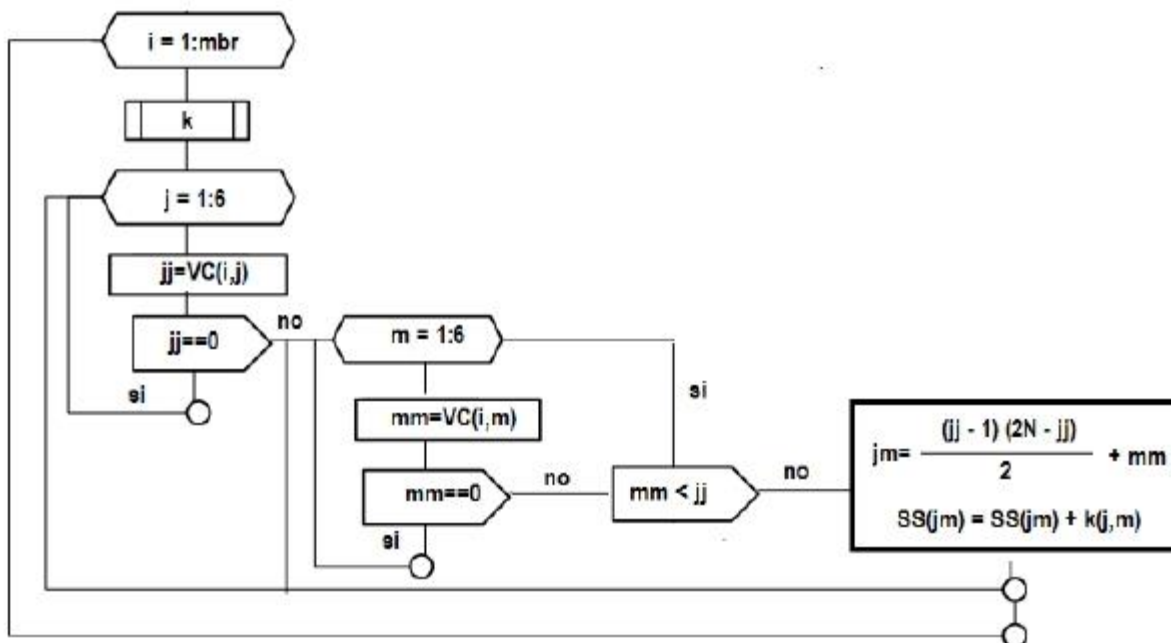 i = 1:mbr
k
j = 1:6
jj=VC(i,j)
jj==0
no
si
m = 1:6
mm=VC(i,m)
mm==0
no
si
si
mm < jj
no
jm= (jj - 1) (2N - jj) / 2 + mm
SS(jm) = SS(jm) + k(j,m)